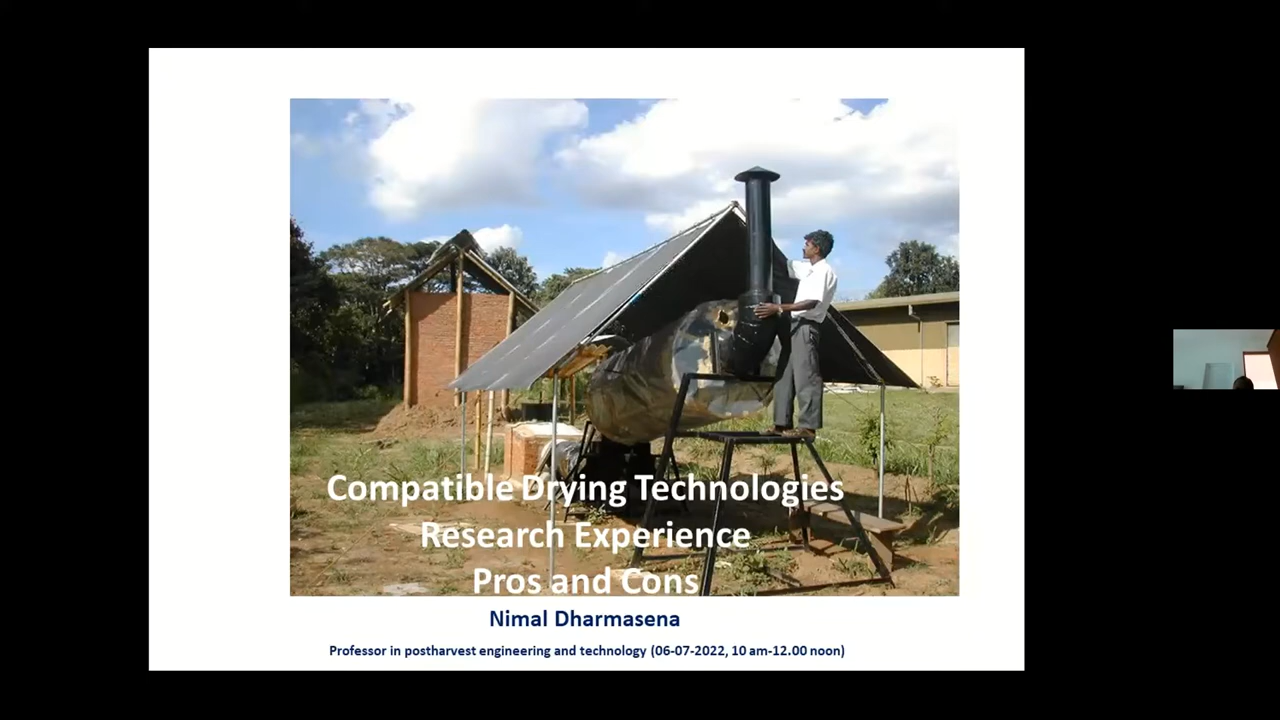 Compatible Drying Technologies
Research Experience
Pros and Cons
Nimal Dharmasena
Professor in postharvest engineering and technology (06-07-2022, 10 am-12.00 noon)